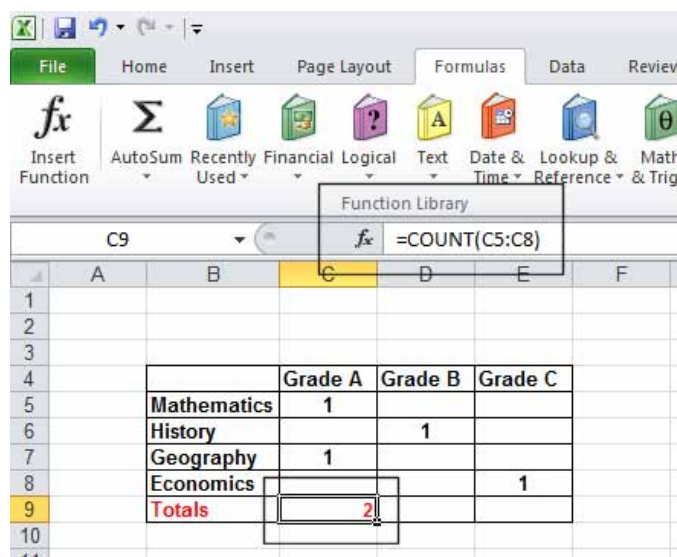 File Home Insert Page Layout Formulas Data Review
fx Σ ? A θ
Insert AutoSum Recently Financial Logical Text Date & Lookup & Math
Function Used Time Reference & Trig
Function Library
C9 fx =COUNT(C5:C8)
A B C D E F
1
2
3
4 Grade A Grade B Grade C
5 Mathematics 1
6 History 1
7 Geography 1
8 Economics 1
9 Totals 2
10
11